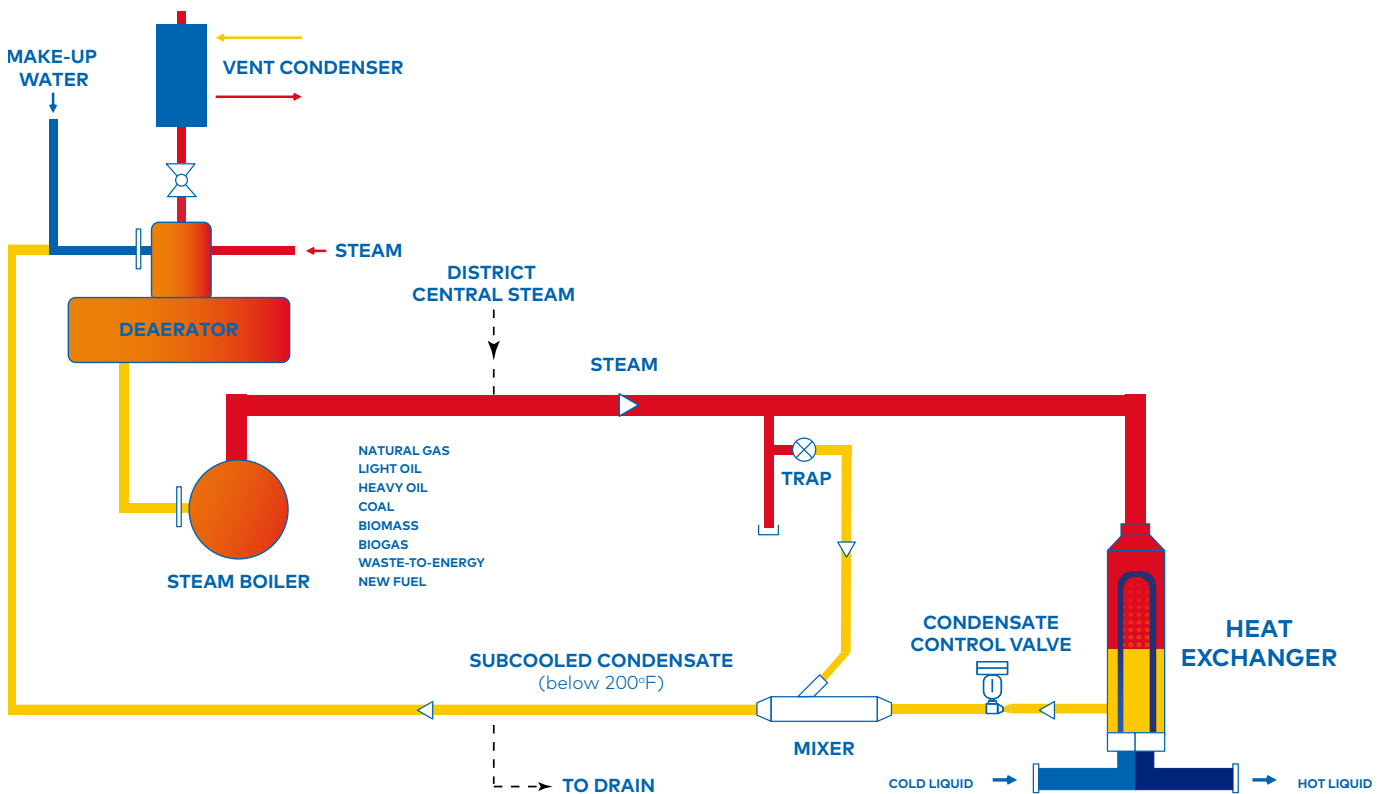 MAKE-UP
WATER
VENT CONDENSER
STEAM
DEAERATOR
DISTRICT
CENTRAL STEAM
STEAM
NATURAL GAS
LIGHT OIL
HEAVY OIL
COAL
BIOMASS
BIOGAS
WASTE-TO-ENERGY
NEW FUEL
TRAP
STEAM BOILER
CONDENSATE
CONTROL VALVE
HEAT
EXCHANGER
SUBCOOLED CONDENSATE
(below 200°F)
MIXER
TO DRAIN
COLD LIQUID
HOT LIQUID